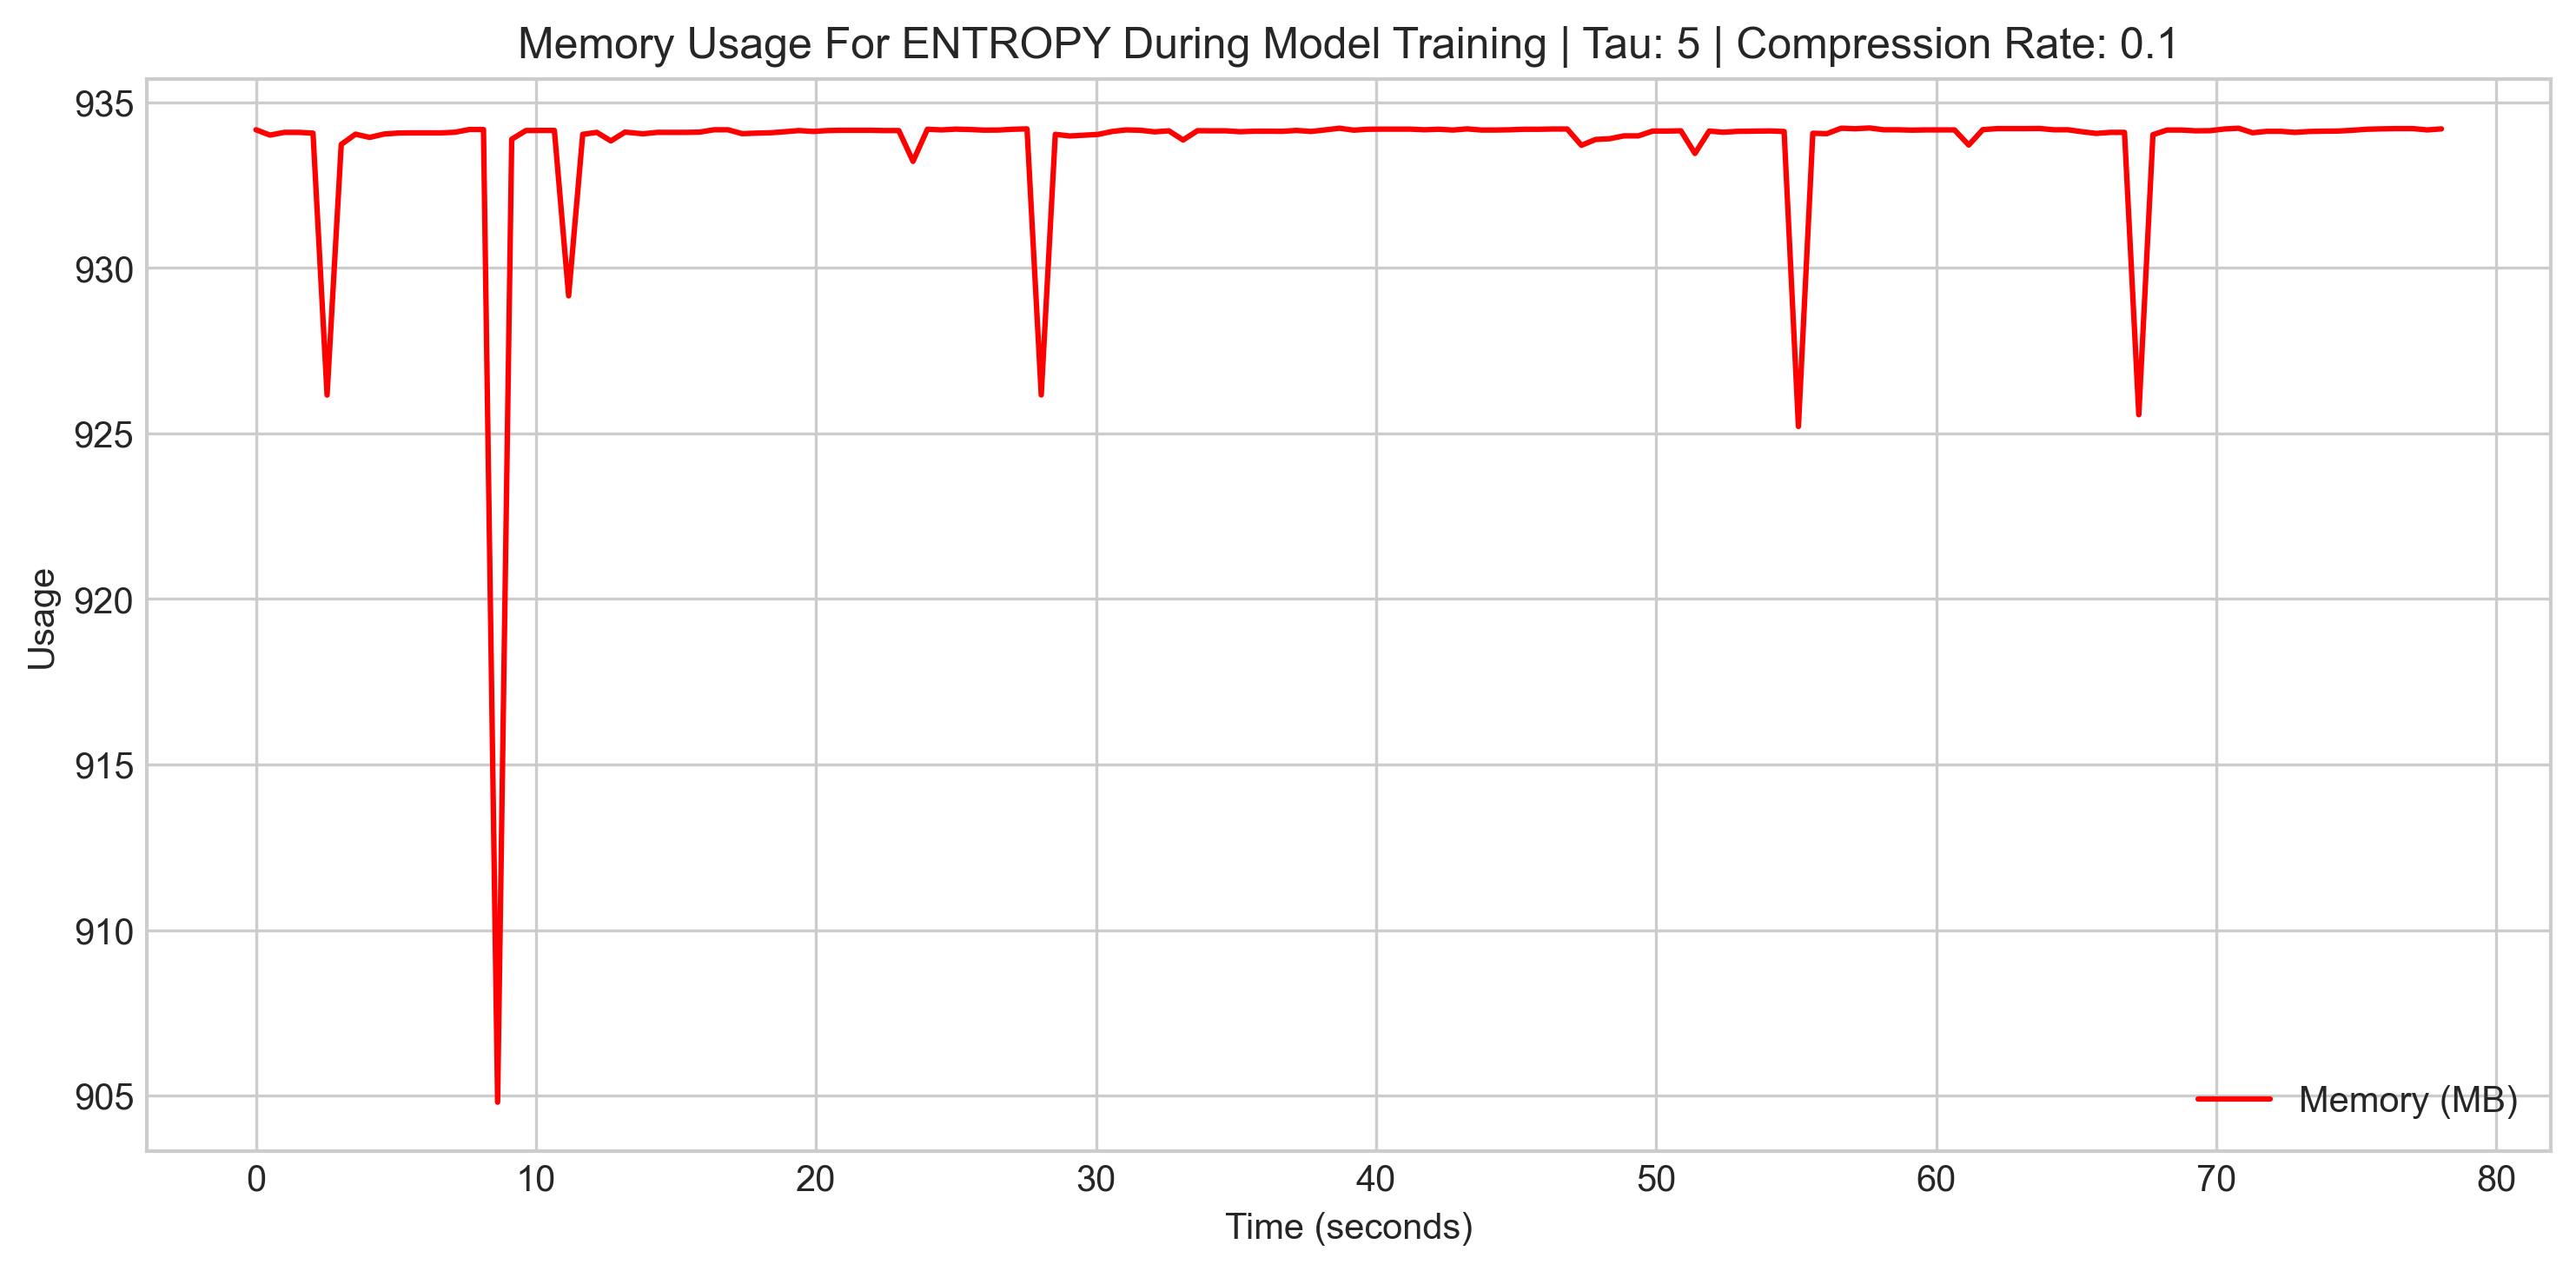 Memory Usage For ENTROPY During Model Training | Tau: 5 | Compression Rate: 0.1
935
930
925
920
915
910
905
Usage
Memory (MB)
0 10 20 30 40 50 60 70 80
Time (seconds)